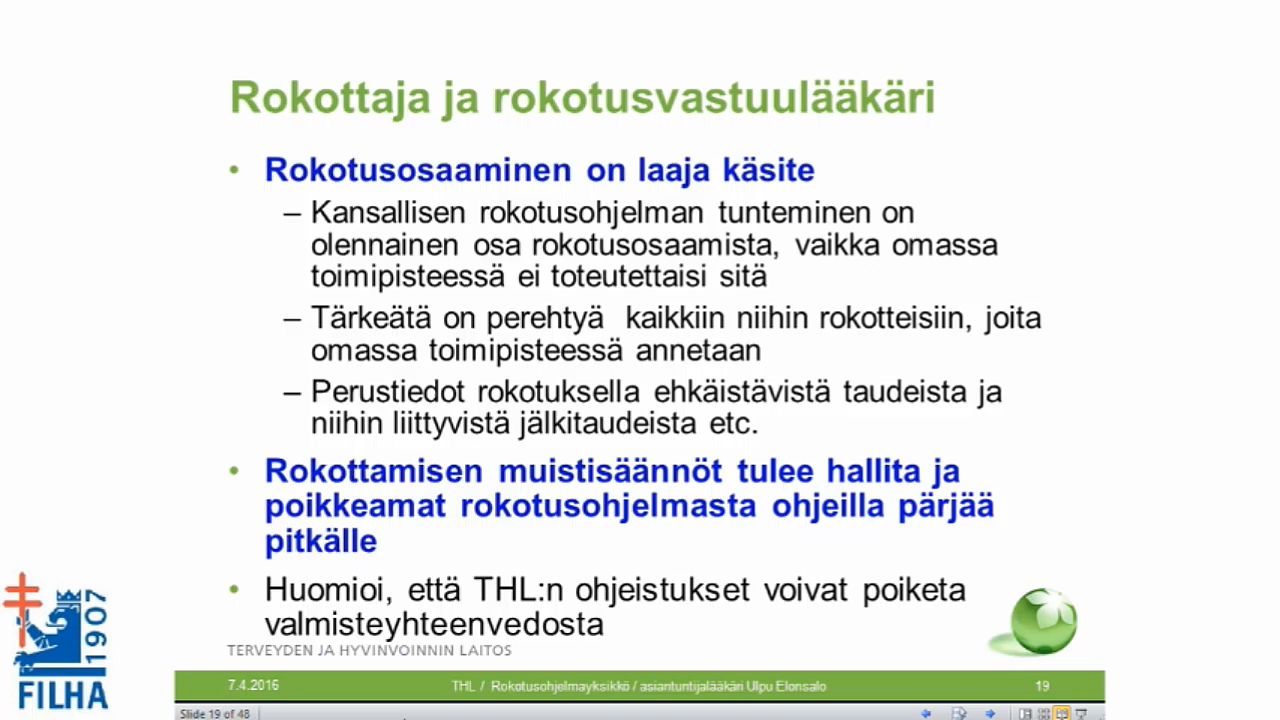 Rokottaja ja rokotusvastuulääkäri
• Rokotusosaaminen on laaja käsite
– Kansallisen rokotusohjelman tunteminen on
olennainen osa rokotusosaamista, vaikka omassa
toimipisteessä ei toteutettaisi sitä
– Tärkeätä on perehtyä kaikkiin niihin rokotteisiin, joita
omassa toimipisteessä annetaan
– Perustiedot rokotuksella ehkäistävistä taudeista ja
niihin liittyvistä jälkitaudeista etc.
• Rokottamisen muistisäännöt tulee hallita ja
poikkeamat rokotusohjelmasta ohjeilla pärjää
pitkälle
• Huomioi, että THL:n ohjeistukset voivat poiketa
valmisteyhteenvedosta
TERVEYDEN JA HYVINVOINNIN LAITOS
1907
FILHA
7.4.2016 THL / Rokotusohjelmayksikkö / asiantuntijalääkäri Ulpu Elonsalo 19
Slide 19 of 48